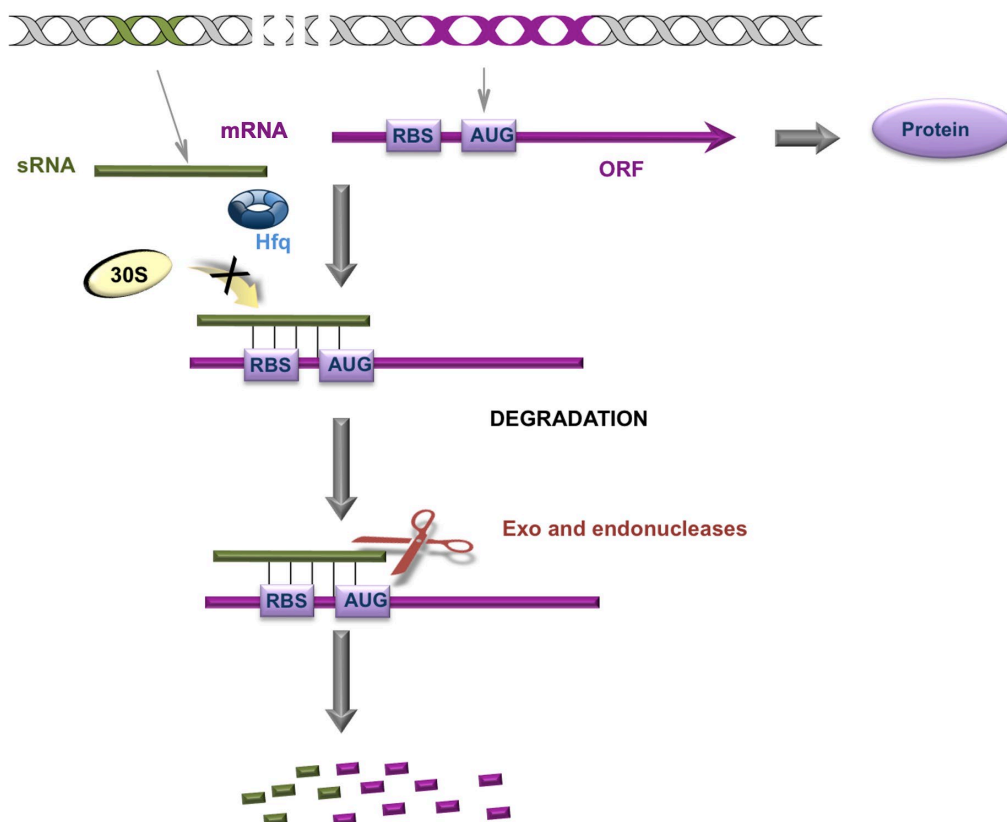 mRNA
RBS
AUG
Protein
sRNA
ORF
Hfq
30S
RBS
AUG
DEGRADATION
Exo and endonucleases
RBS
AUG